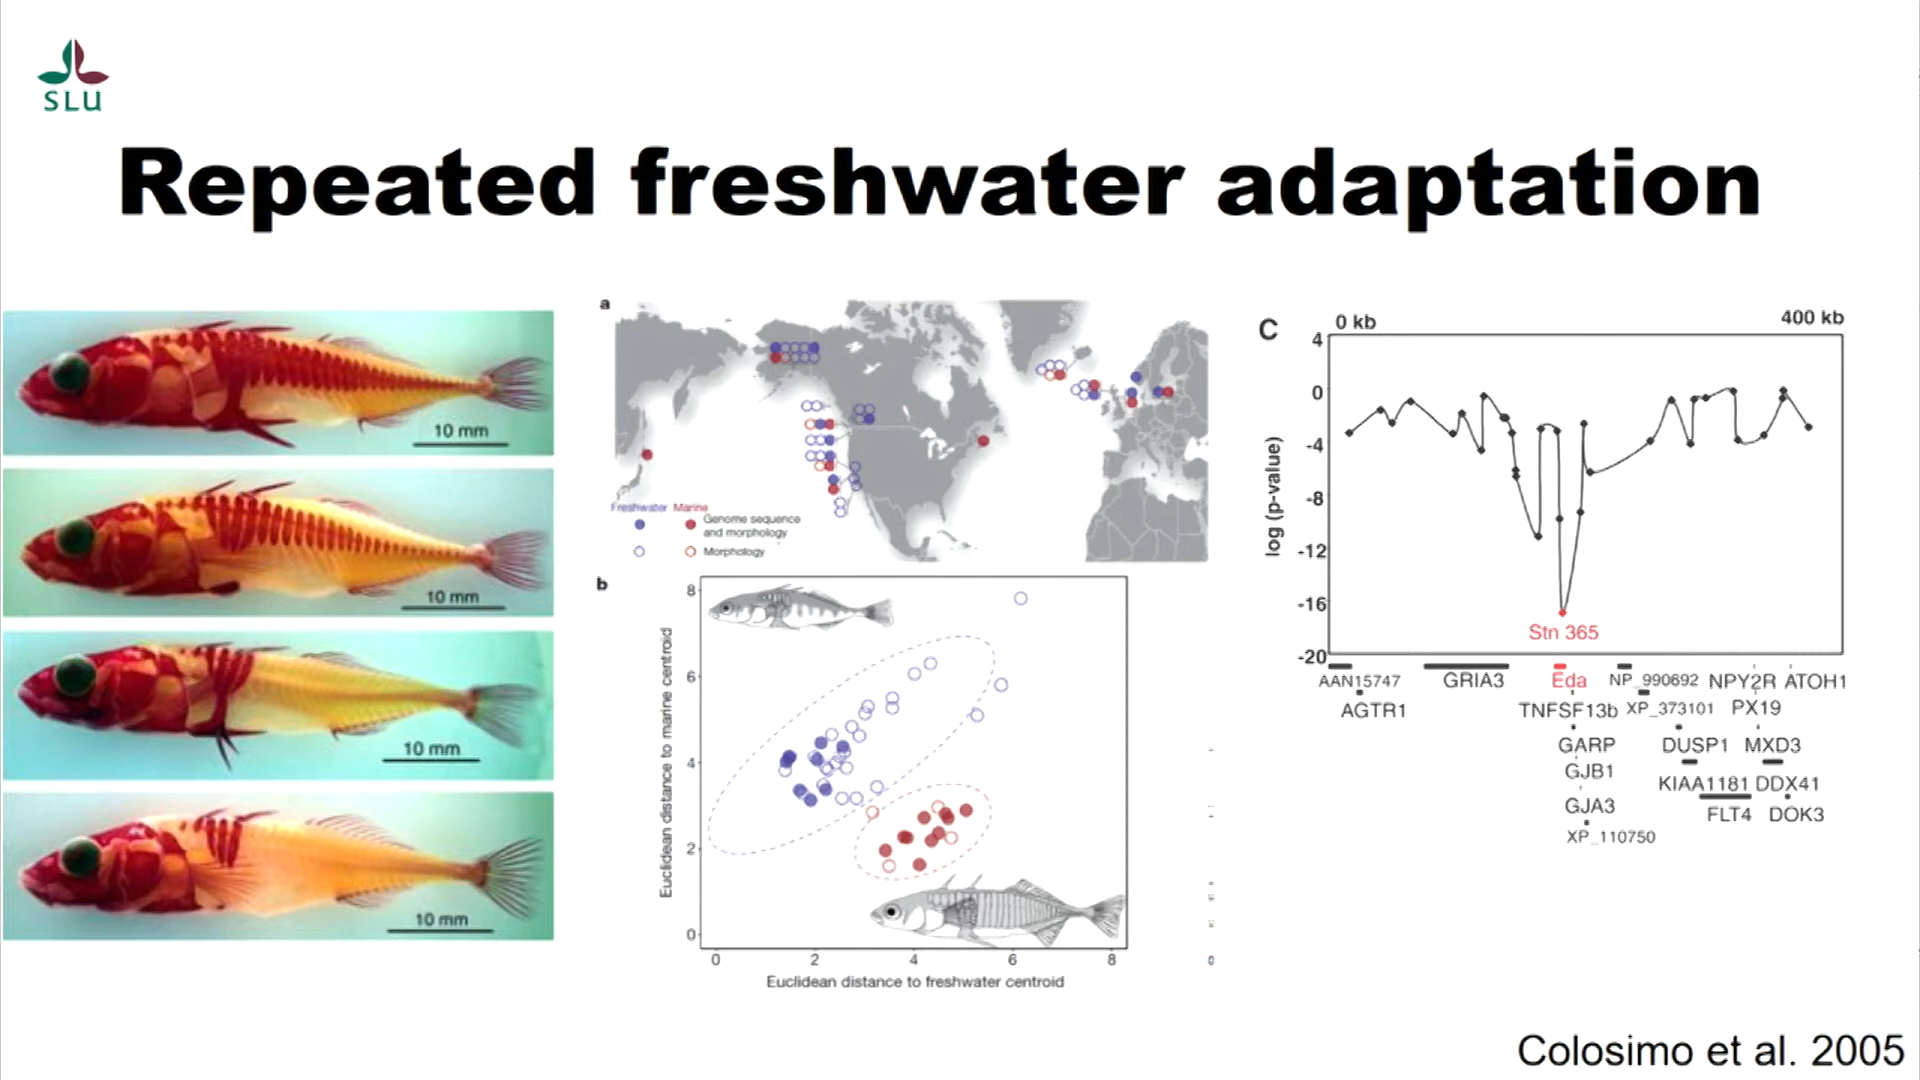 SLU
Repeated freshwater adaptation
10 mm
10 mm
10 mm
10 mm
a
Freshwater Marine
Genome sequence
and morphology
Morphology
b
Euclidean distance to marine centroid
8
6
4
2
0
0 2 4 6 8
Euclidean distance to freshwater centroid
C
0 kb 400 kb
log (p-value)
4
0
-4
-8
-12
-16
-20
Stn 365
AAN15747 GRIA3 Eda NP_990692 NPY2R ATOH1
AGTR1 TNFSF13b XP_373101 PX19
GARP DUSP1 MXD3
GJB1
KIAA1181 DDX41
GJA3
FLT4 DOK3
XP_110750
0
Colosimo et al. 2005